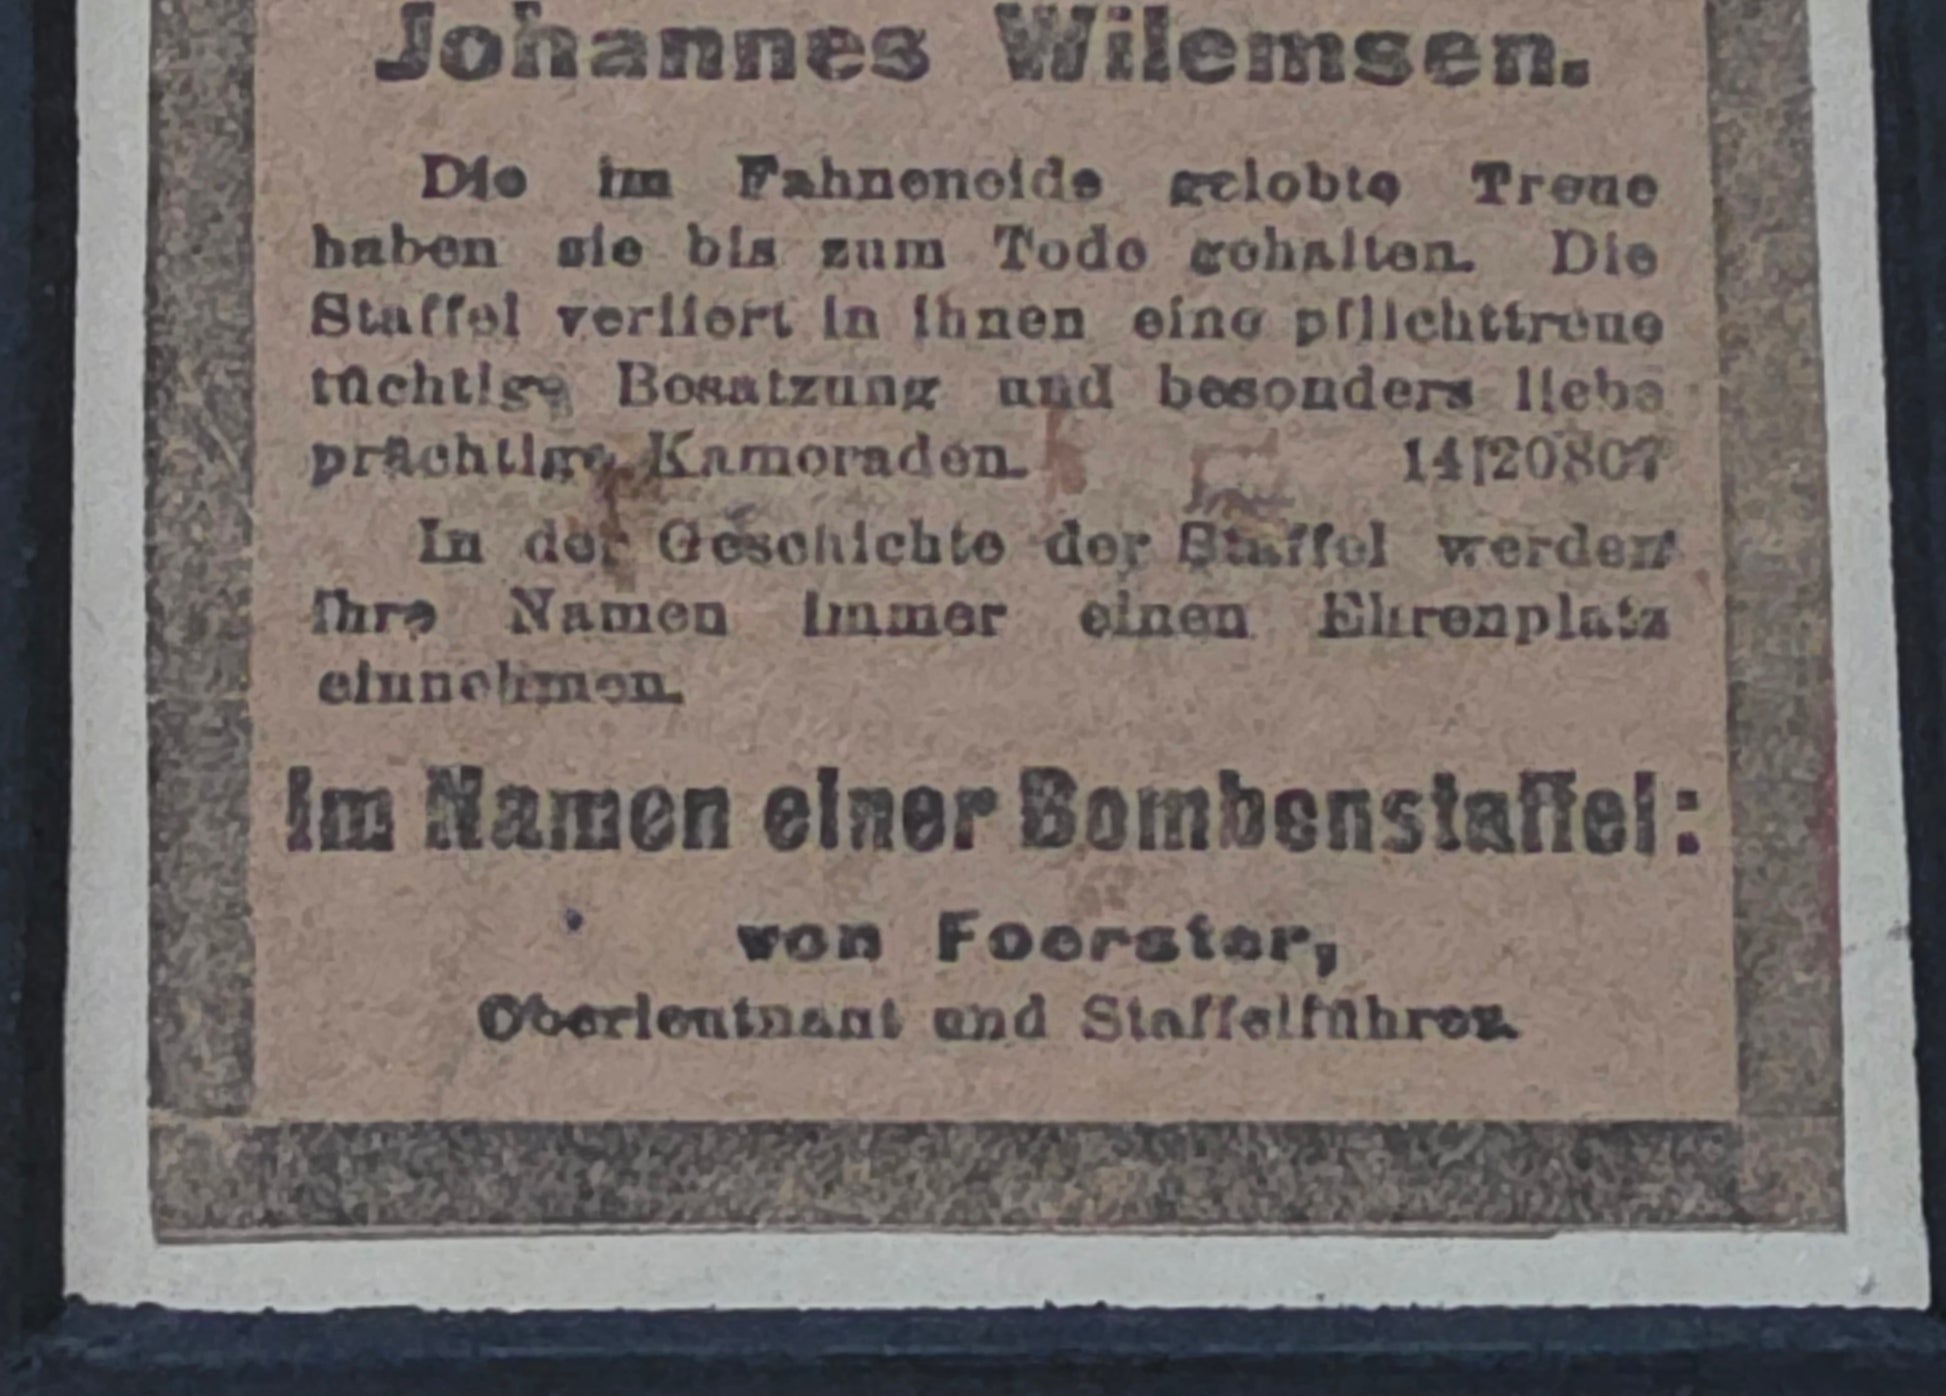 Johannes Wilemsen.
Die im Fahneneide gelobte Treue
haben sie bis zum Tode gehalten. Die
Staffel verliert in ihnen eine pflichttreue
tüchtige Besatzung und besonders liebe
prächtige Kameraden. 14|20807
In der Geschichte der Staffel werden
Ihre Namen immer einen Ehrenplatz
einnehmen.
Im Namen einer Bombenstaffel:
von Foerster,
Oberleutnant und Staffelführer.